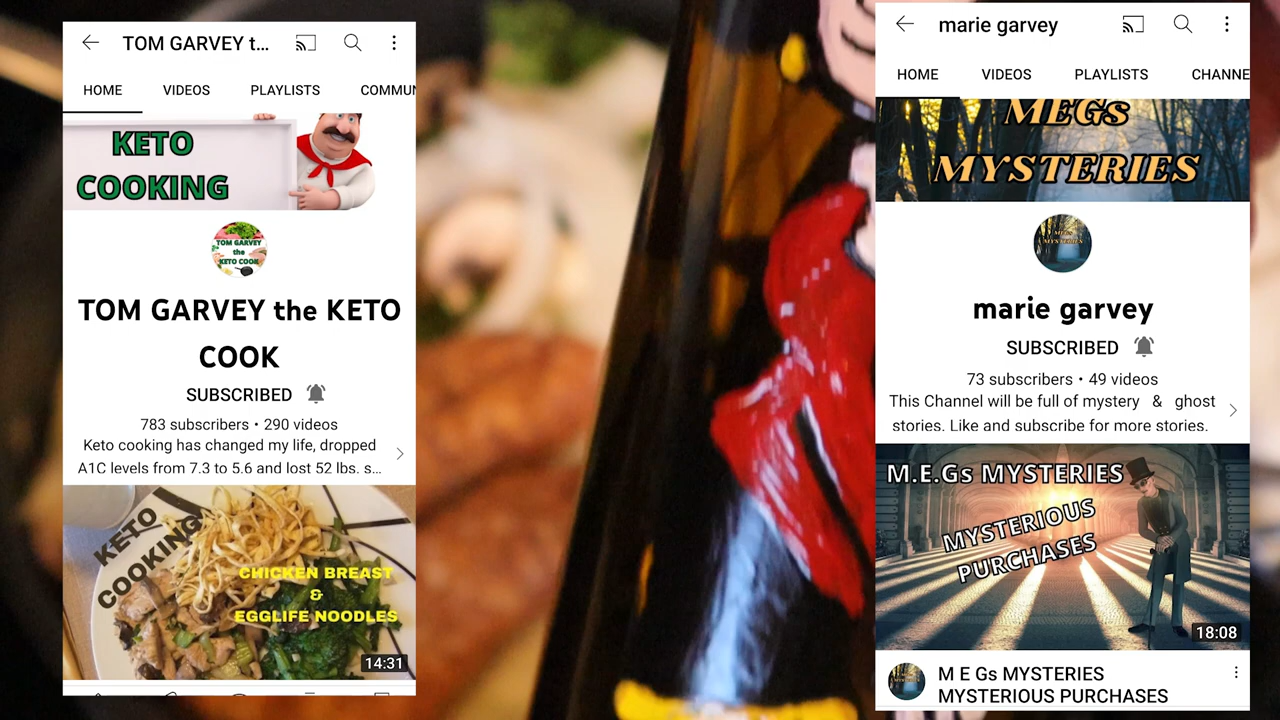 TOM GARVEY t...
HOME VIDEOS PLAYLISTS COMMUN
KETO
COOKING
TOM GARVEY
the
KETO COOK
TOM GARVEY the KETO
COOK
SUBSCRIBED
783 subscribers • 290 videos
Keto cooking has changed my life, dropped
A1C levels from 7.3 to 5.6 and lost 52 lbs. s...
KETO
COOKING
CHICKEN BREAST
&
EGGLIFE NOODLES
14:31
marie garvey
HOME VIDEOS PLAYLISTS CHANNE
MEGs
MYSTERIES
MEGs
MYSTERIES
marie garvey
SUBSCRIBED
73 subscribers • 49 videos
This Channel will be full of mystery & ghost
stories. Like and subscribe for more stories.
M.E.Gs MYSTERIES
MYSTERIOUS
PURCHASES
18:08
M E Gs MYSTERIES
MYSTERIOUS PURCHASES